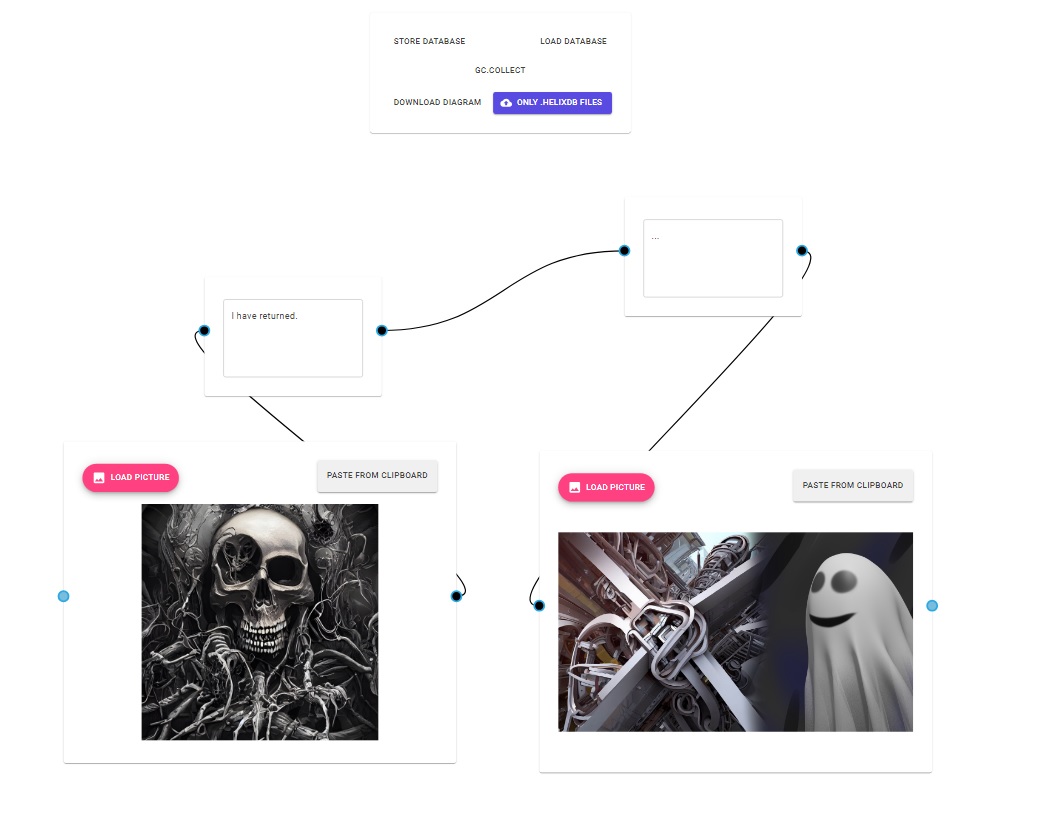 STORE DATABASE
LOAD DATABASE
GC.COLLECT
DOWNLOAD DIAGRAM
ONLY .HELIXDB FILES
...
I have returned.
LOAD PICTURE
PASTE FROM CLIPBOARD
LOAD PICTURE
PASTE FROM CLIPBOARD